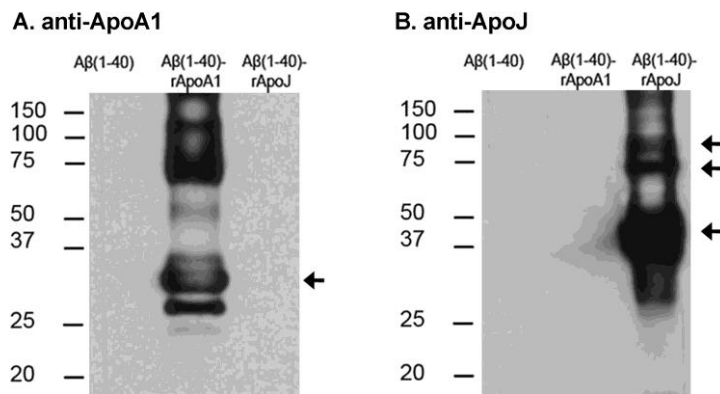 A. anti-ApoA1
Aβ(1-40)
Aβ(1-40)-
rApoA1
Aβ(1-40)-
rApoJ
150
100
75
50
37
25
20
B. anti-ApoJ
Aβ(1-40)
Aβ(1-40)-
rApoA1
Aβ(1-40)-
rApoJ
150
100
75
50
37
25
20